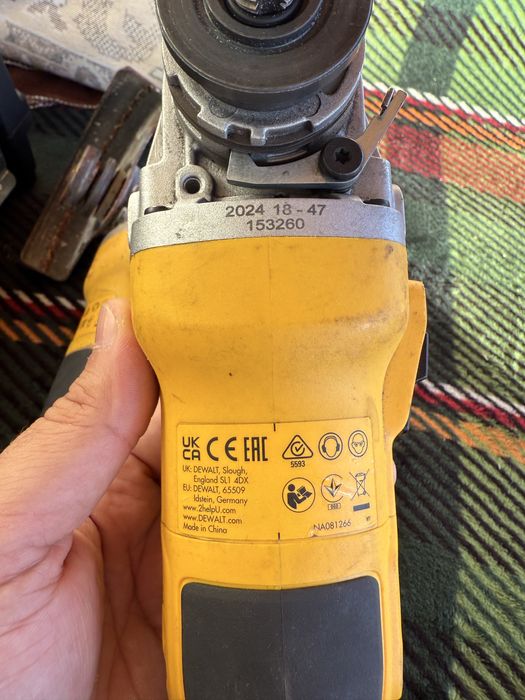 2024 18 - 47
153260
UK
CA CE EAC
5593
UK: DEWALT, Slough,
England SL1 4DX
EU: DEWALT, 65509
Idstein, Germany
www.2helpU.com
www.DEWALT.com
Made in China
NA081266